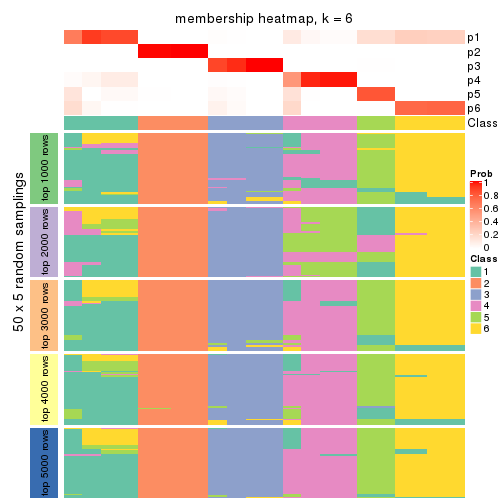 membership heatmap, k = 6
p1
p2
p3
p4
p5
p6
Class
50 x 5 random samplings
top 1000 rows
top 2000 rows
top 3000 rows
top 4000 rows
top 5000 rows
Prob
1
0.8
0.6
0.4
0.2
0
Class
1
2
3
4
5
6